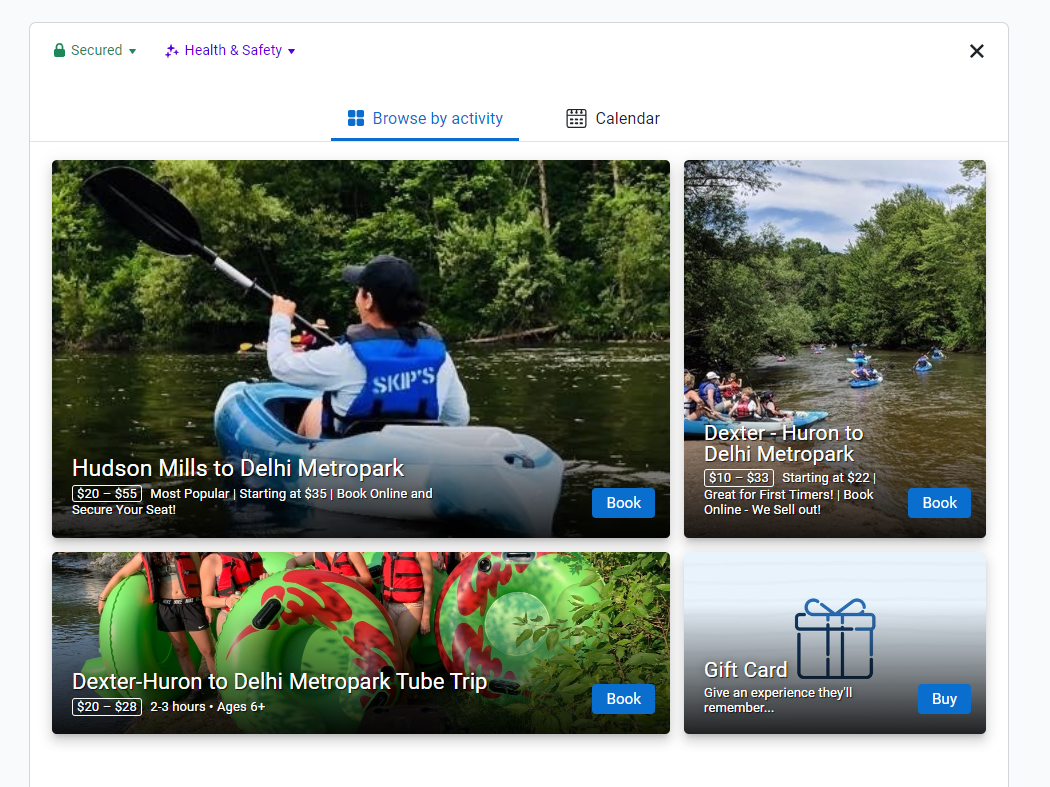 Secured
Health & Safety
Browse by activity
Calendar
SKIP'S
Hudson Mills to Delhi Metropark
$20 – $55 Most Popular | Starting at $35 | Book Online and
Secure Your Seat!
Book
Dexter - Huron to
Delhi Metropark
$10 – $33 Starting at $22 |
Great for First Timers! | Book
Online - We Sell out!
Book
Dexter-Huron to Delhi Metropark Tube Trip
$20 – $28 2-3 hours • Ages 6+
Book
Gift Card
Give an experience they'll
remember...
Buy